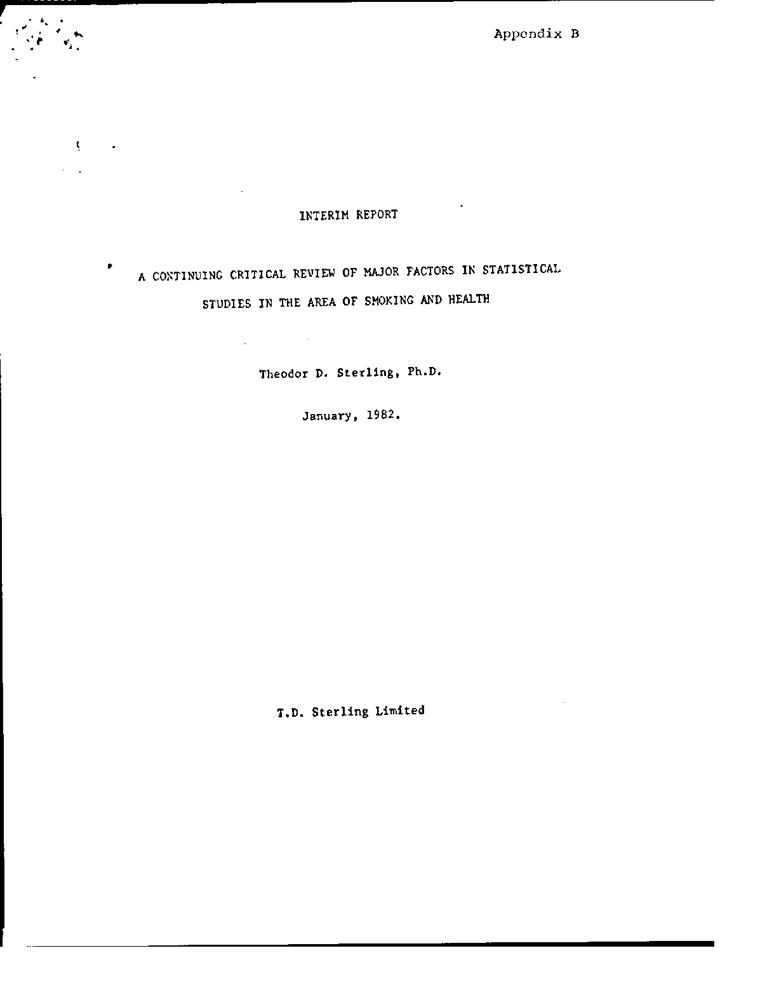 Appendix B
INTERIM REPORT
A CONTINUING CRITICAL REVIEW OF MAJOR FACTORS IN STATISTICAL
STUDIES IN THE AREA OF SMOKING AND HEALTH
Theodor D. Sterling, Ph.D.
January, 1982.
T.D. Sterling Limited